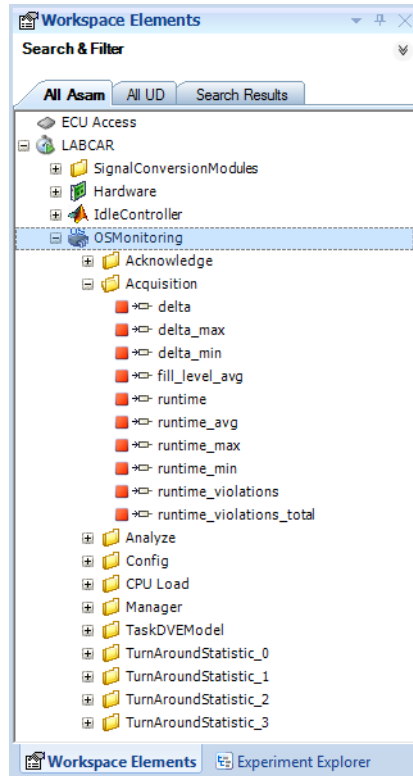 Workspace Elements
Search & Filter
All Asam All UD Search Results
ECU Access
LABCAR
SignalConversionModules
Hardware
IdleController
OSMonitoring
Acknowledge
Acquisition
delta
delta_max
delta_min
fill_level_avg
runtime
runtime_avg
runtime_max
runtime_min
runtime_violations
runtime_violations_total
Analyze
Config
CPU Load
Manager
TaskDVEModel
TurnAroundStatistic_0
TurnAroundStatistic_1
TurnAroundStatistic_2
TurnAroundStatistic_3
Workspace Elements Experiment Explorer